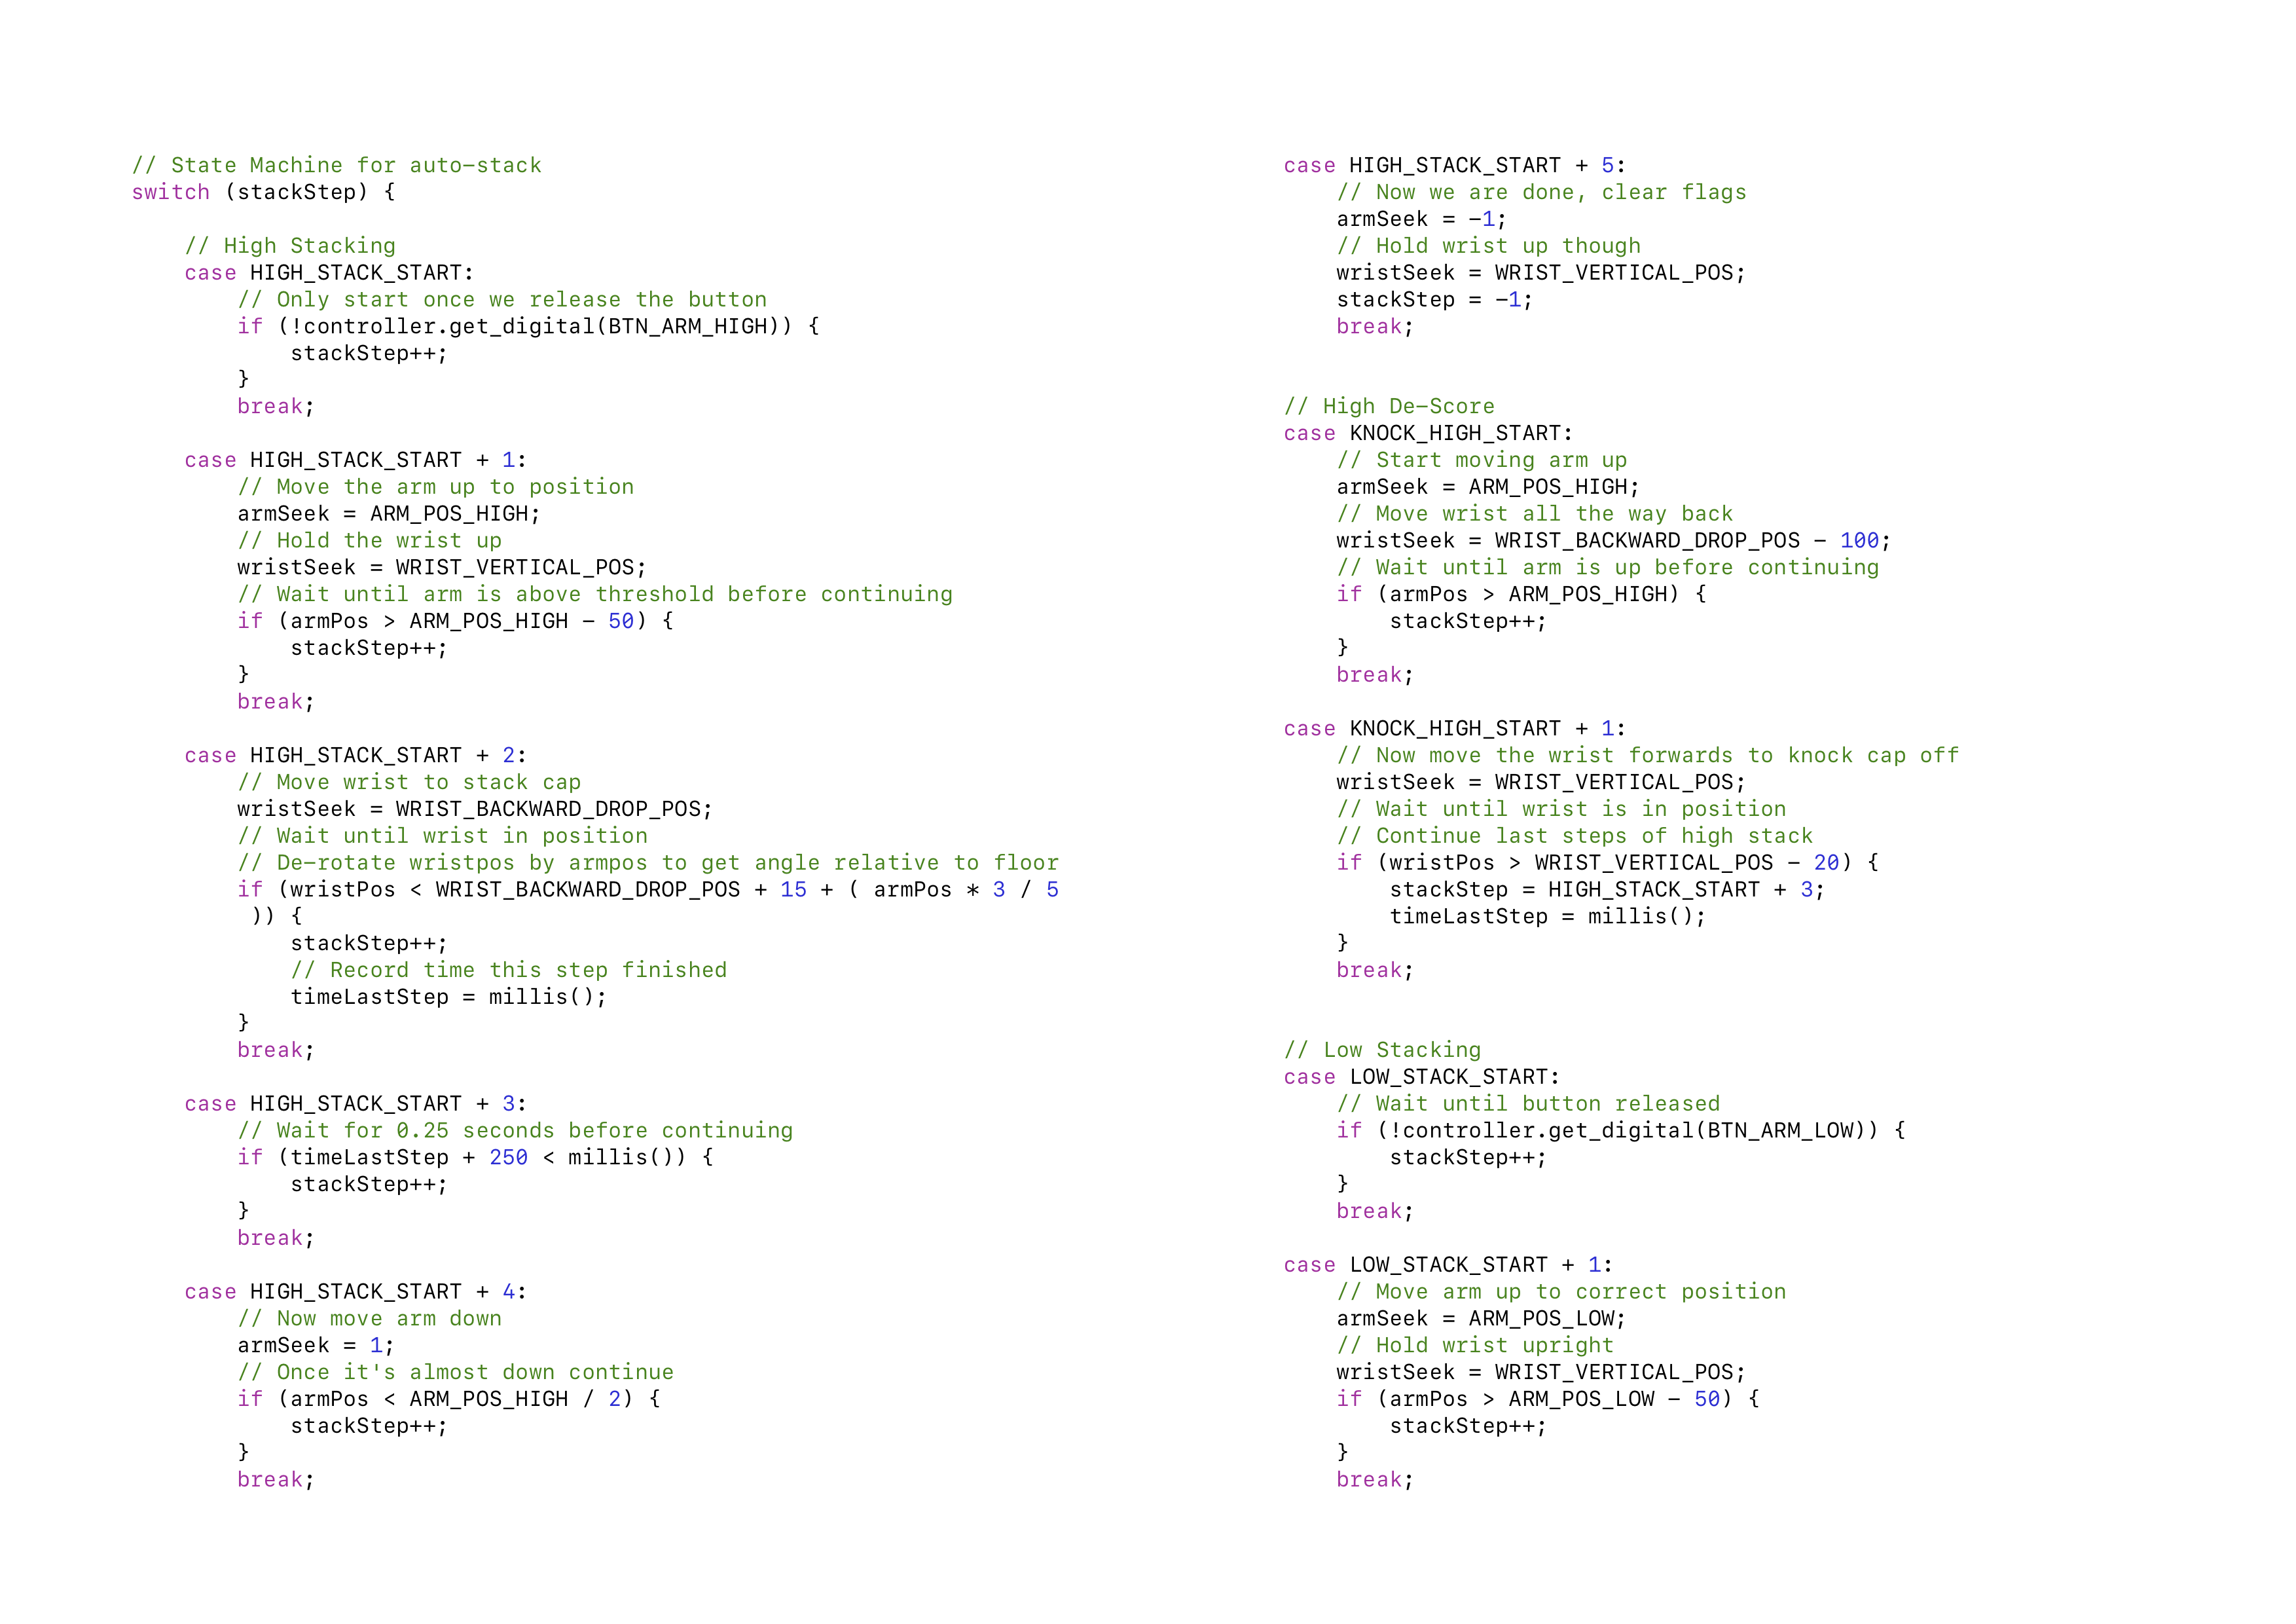 // State Machine for auto-stack
switch (stackStep) {
// High Stacking
case HIGH_STACK_START:
// Only start once we release the button
if (!controller.get_digital(BTN_ARM_HIGH)) {
stackStep++;
}
break;
case HIGH_STACK_START + 1:
// Move the arm up to position
armSeek = ARM_POS_HIGH;
// Hold the wrist up
wristSeek = WRIST_VERTICAL_POS;
// Wait until arm is above threshold before continuing
if (armPos > ARM_POS_HIGH - 50) {
stackStep++;
}
break;
case HIGH_STACK_START + 2:
// Move wrist to stack cap
wristSeek = WRIST_BACKWARD_DROP_POS;
// Wait until wrist in position
// De-rotate wristpos by armpos to get angle relative to floor
if (wristPos < WRIST_BACKWARD_DROP_POS + 15 + ( armPos * 3 / 5
)) {
stackStep++;
// Record time this step finished
timeLastStep = millis();
}
break;
case HIGH_STACK_START + 3:
// Wait for 0.25 seconds before continuing
if (timeLastStep + 250 < millis()) {
stackStep++;
}
break;
case HIGH_STACK_START + 4:
// Now move arm down
armSeek = 1;
// Once it's almost down continue
if (armPos < ARM_POS_HIGH / 2) {
stackStep++;
}
break;
case HIGH_STACK_START + 5:
// Now we are done, clear flags
armSeek = -1;
// Hold wrist up though
wristSeek = WRIST_VERTICAL_POS;
stackStep = -1;
break;
// High De-Score
case KNOCK_HIGH_START:
// Start moving arm up
armSeek = ARM_POS_HIGH;
// Move wrist all the way back
wristSeek = WRIST_BACKWARD_DROP_POS - 100;
// Wait until arm is up before continuing
if (armPos > ARM_POS_HIGH) {
stackStep++;
}
break;
case KNOCK_HIGH_START + 1:
// Now move the wrist forwards to knock cap off
wristSeek = WRIST_VERTICAL_POS;
// Wait until wrist is in position
// Continue last steps of high stack
if (wristPos > WRIST_VERTICAL_POS - 20) {
stackStep = HIGH_STACK_START + 3;
timeLastStep = millis();
}
break;
// Low Stacking
case LOW_STACK_START:
// Wait until button released
if (!controller.get_digital(BTN_ARM_LOW)) {
stackStep++;
}
break;
case LOW_STACK_START + 1:
// Move arm up to correct position
armSeek = ARM_POS_LOW;
// Hold wrist upright
wristSeek = WRIST_VERTICAL_POS;
if (armPos > ARM_POS_LOW - 50) {
stackStep++;
}
break;